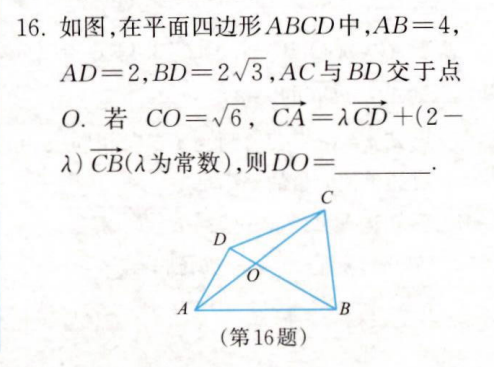 16. 如图,在平面四边形ABCD中,AB=4,
AD=2,BD=2√3,AC与BD交于点
O. 若 CO=√6, $\overrightarrow{CA}$=λ$\overrightarrow{CD}$+(2−
λ)$\overrightarrow{CB}$(λ为常数),则DO=______.
C
D
O
A
B
(第16题)